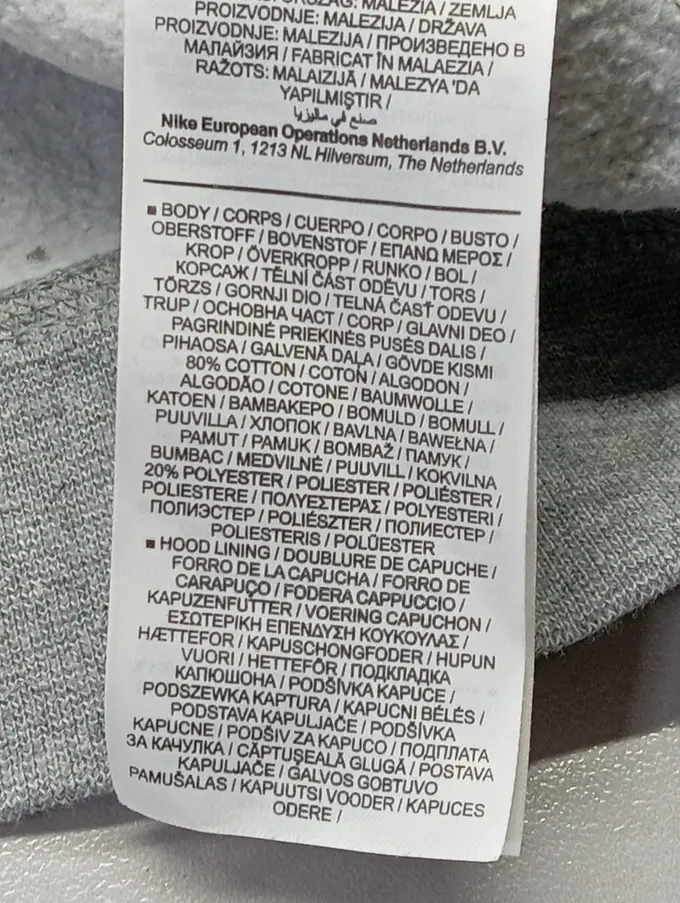 ORSZÁG: MALÉZIA / ZEMLJA
PROIZVODNJE: MALEZIJA / DRŽAVA
PROIZVODNJE: MALEZIJA / ПРОИЗВЕДЕНО В
МАЛАЙЗИЯ / FABRICAT ÎN MALAEZIA /
RAŽOTS: MALAIZIJĀ / MALEZYA 'DA
YAPILMIŞTIR /
صنع في ماليزيا
Nike European Operations Netherlands B.V.
Colosseum 1, 1213 NL Hilversum, The Netherlands
■ BODY / CORPS / CUERPO / CORPO / BUSTO /
OBERSTOFF / BOVENSTOF / ΕΠΑΝΩ ΜΕΡΟΣ /
KROP / ÖVERKROPP / RUNKO / BOL /
КОРСАЖ / TĚLNÍ ČÁST ODĚVU / TORS /
TÖRZS / GORNJI DIO / TELNÁ ČASŤ ODEVU /
TRUP / ОСНОВНА ЧАСТ / CORP / GLAVNI DEO /
PAGRINDINĖ PRIEKINĖS PUSĖS DALIS /
PIHAOSA / GALVENĀ DAĻA / GÖVDE KISMI
80% COTTON / COTON / ALGODON /
ALGODÃO / COTONE / BAUMWOLLE /
KATOEN / ΒΑΜΒΑΚΕΡΟ / BOMULD / BOMULL /
PUUVILLA / ХЛОПОК / BAVLNA / BAWEŁNA /
PAMUT / PAMUK / BOMBAŽ / ПАМУК /
BUMBAC / MEDVILNĖ / PUUVILL / KOKVILNA
20% POLYESTER / POLIESTER / POLIÉSTER /
POLIESTERE / ΠΟΛΥΕΣΤΕΡΑΣ / POLYESTERI /
ПОЛИЭСТЕР / POLIÉSZTER / ПОЛИЕСТЕР /
POLIESTERIS / POLÜESTER
■ HOOD LINING / DOUBLURE DE CAPUCHE /
FORRO DE LA CAPUCHA / FORRO DE
CARAPUÇO / FODERA CAPPUCCIO /
KAPUZENFUTTER / VOERING CAPUCHON /
ΕΣΩΤΕΡΙΚΗ ΕΠΕΝΔΥΣΗ ΚΟΥΚΟΥΛΑΣ /
HÆTTEFOR / KAPUSCHONGFODER / HUPUN
VUORI / HETTEFÔR / ПОДКЛАДКА
КАПЮШОНА / PODŠÍVKA KAPUCE /
PODSZEWKA KAPTURA / KAPUCNI BÉLÉS /
PODSTAVA KAPULJAČE / PODŠÍVKA
KAPUCNE / PODŠIV ZA KAPUCO / ПОДПЛАТА
ЗА КАЧУЛКА / CĂPTUŞEALĂ GLUGĂ / POSTAVA
KAPULJAČE / GALVOS GOBTUVO
PAMUŠALAS / KAPUUTSI VOODER / KAPUCES
ODERE /